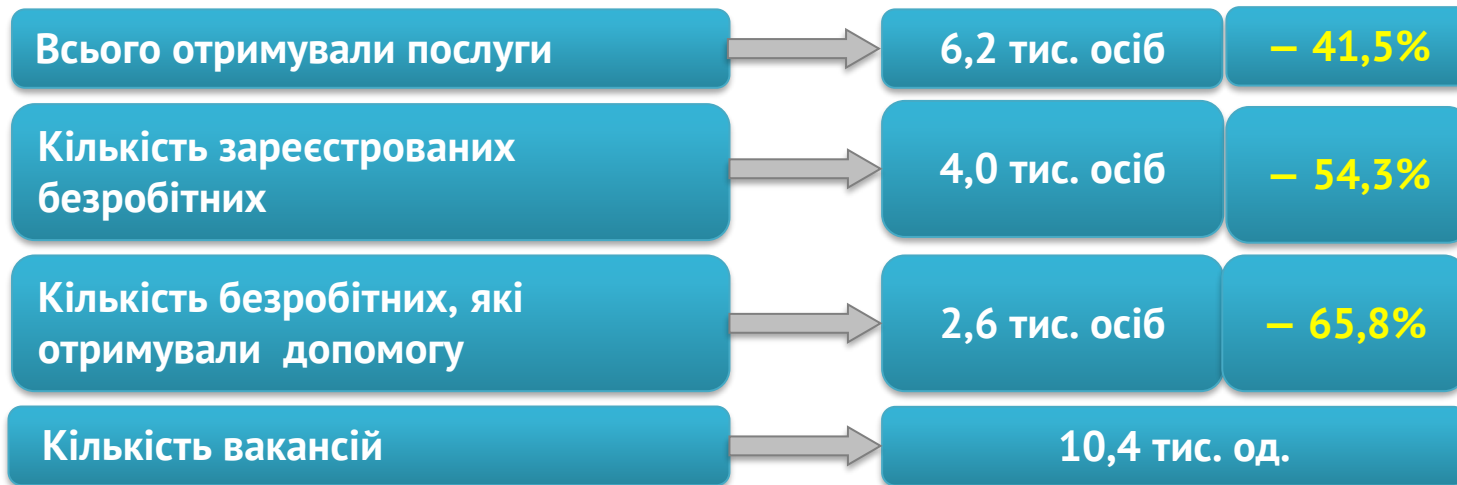 Всього отримували послуги
6,2 тис. осіб
– 41,5%
Кількість зареєстрованих
безробітних
4,0 тис. осіб
– 54,3%
Кількість безробітних, які
отримували допомогу
2,6 тис. осіб
– 65,8%
Кількість вакансій
10,4 тис. од.